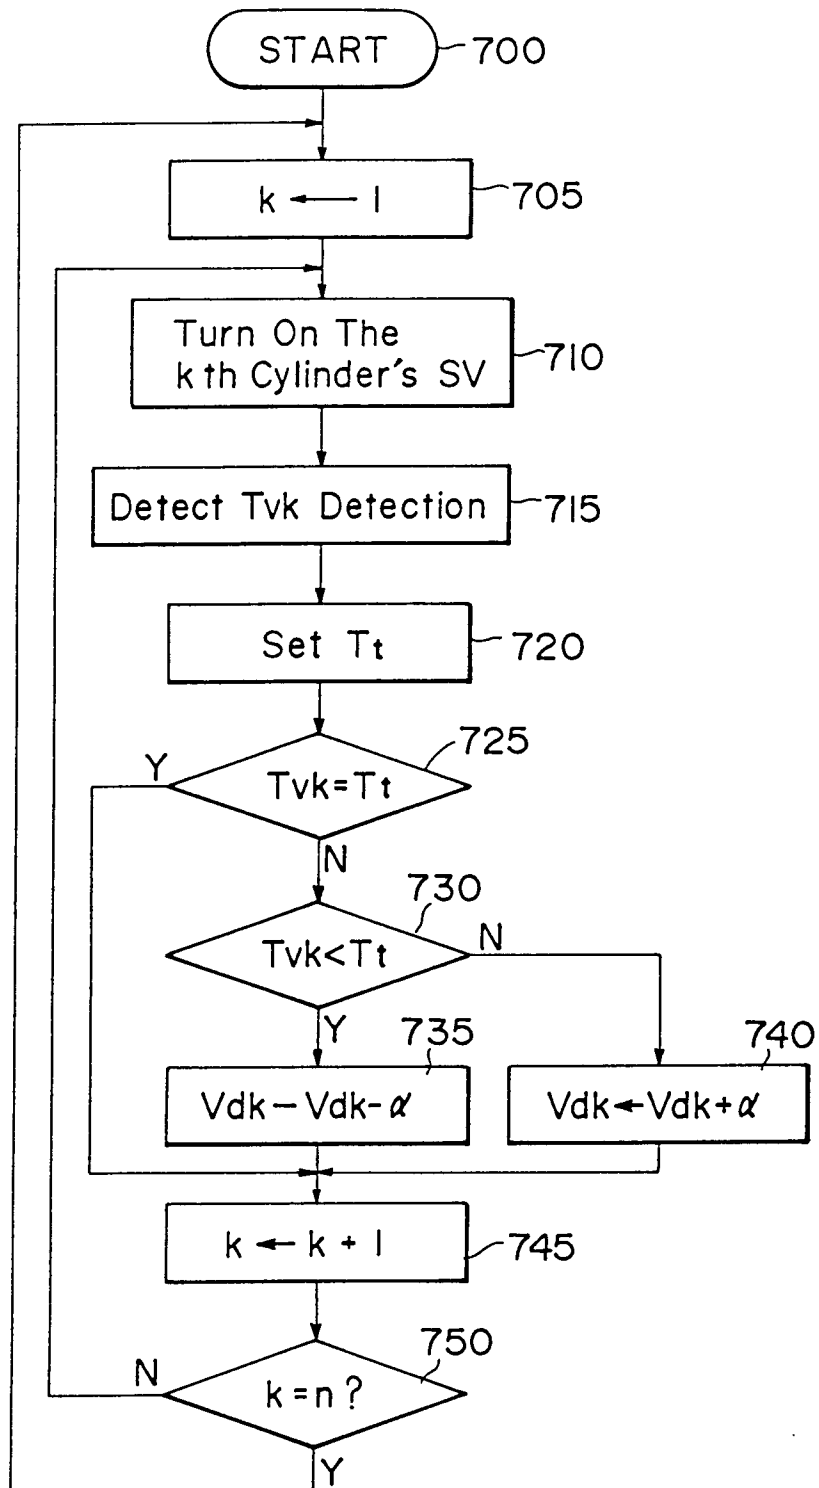 START
700
k ← 1
705
Turn On The
kth Cylinder's SV
710
Detect Tvk Detection
715
Set Tt
720
725
Y
Tvk=Tt
N
730
Tvk<Tt
N
Y
735
740
Vdk — Vdk - α
Vdk ← Vdk + α
k ← k + 1
745
750
N
k = n ?
Y